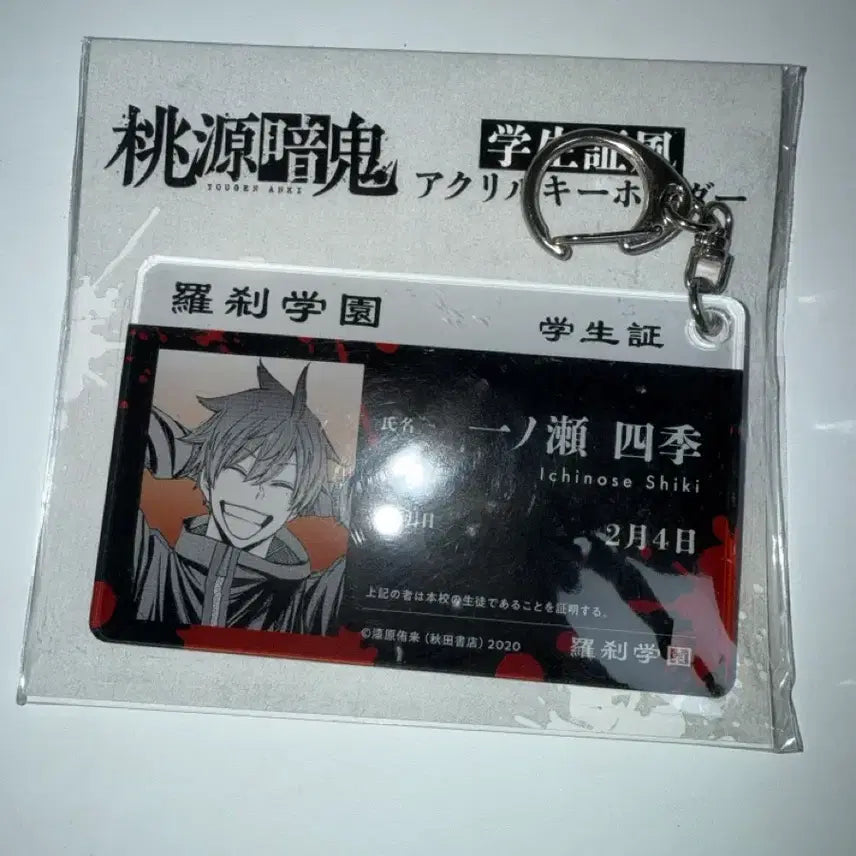 桃源暗鬼
TOUGEN ANKI
学生証風
アクリルキーホルダー
羅刹学園
学生証
氏名
一ノ瀬 四季
Ichinose Shiki
2月4日
上記の者は本校の生徒であることを証明する。
©漆原侑来(秋田書店)2020
羅刹学園